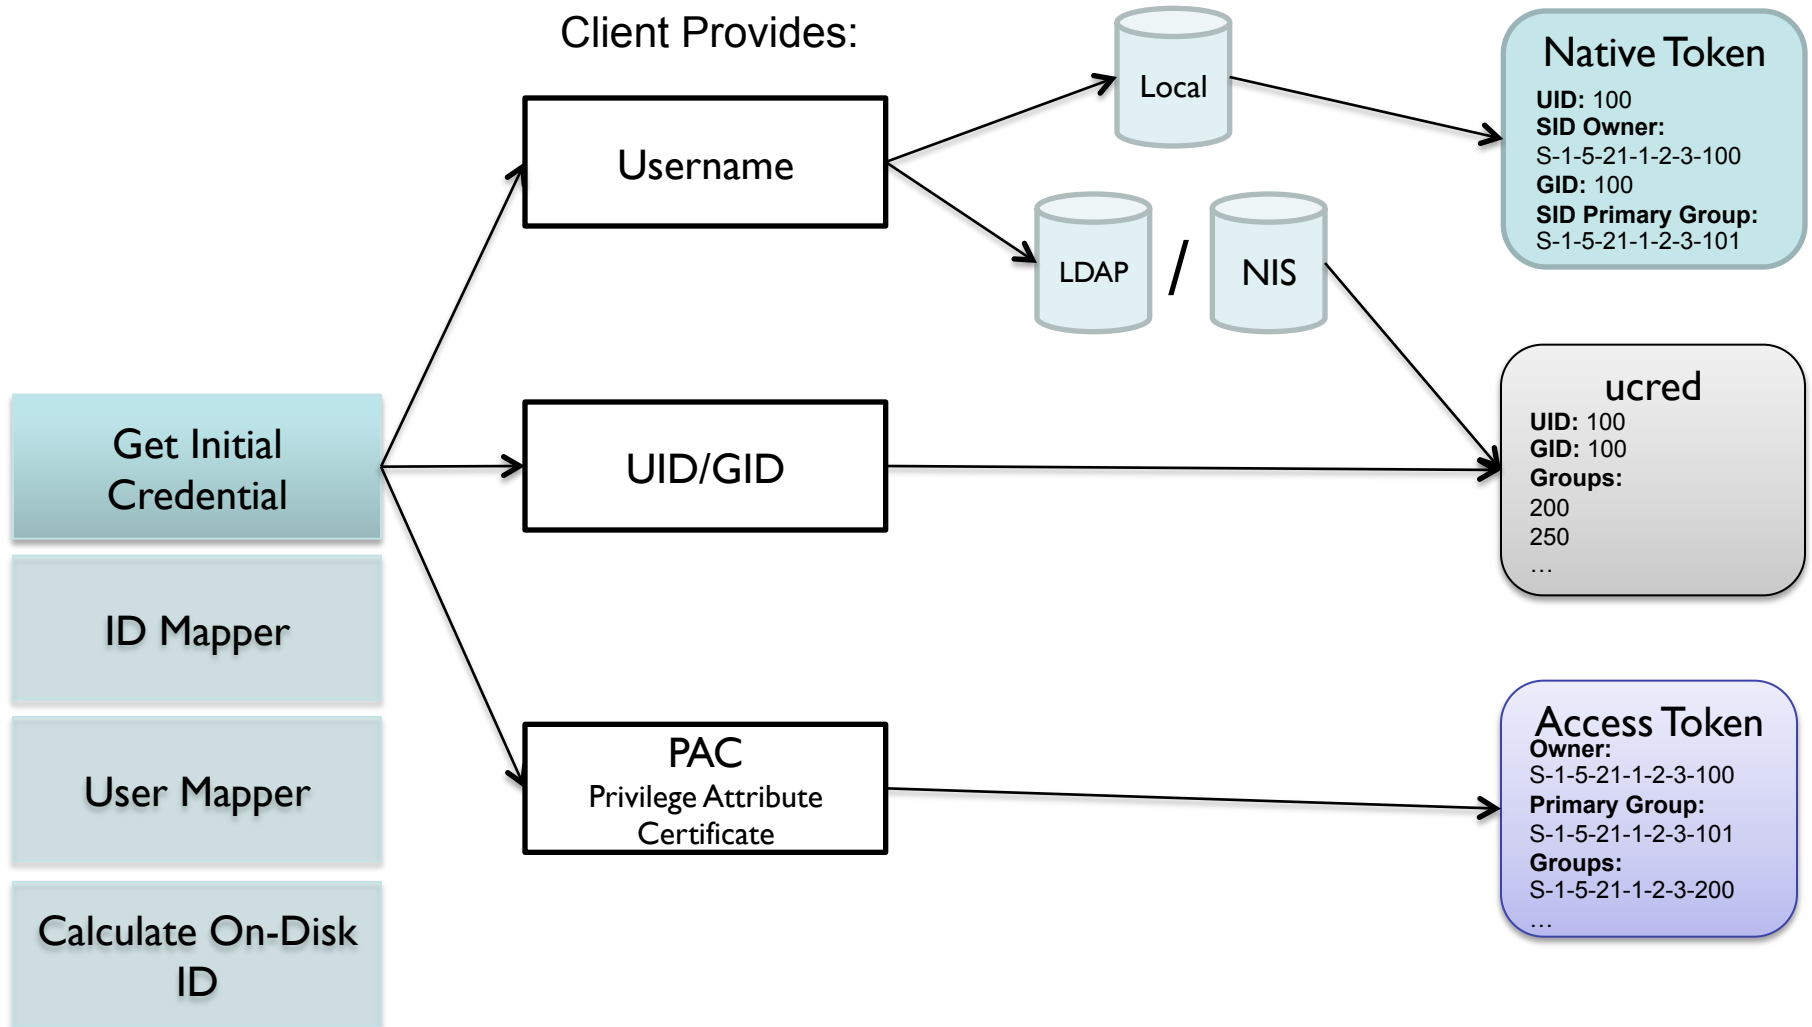 Client Provides:
Get Initial
Credential
ID Mapper
User Mapper
Calculate On-Disk
ID
Username
UID/GID
PAC
Privilege Attribute
Certificate
Local
LDAP
/
NIS
Native Token
UID: 100
SID Owner:
S-1-5-21-1-2-3-100
GID: 100
SID Primary Group:
S-1-5-21-1-2-3-101
ucred
UID: 100
GID: 100
Groups:
200
250
…
Access Token
Owner:
S-1-5-21-1-2-3-100
Primary Group:
S-1-5-21-1-2-3-101
Groups:
S-1-5-21-1-2-3-200
…